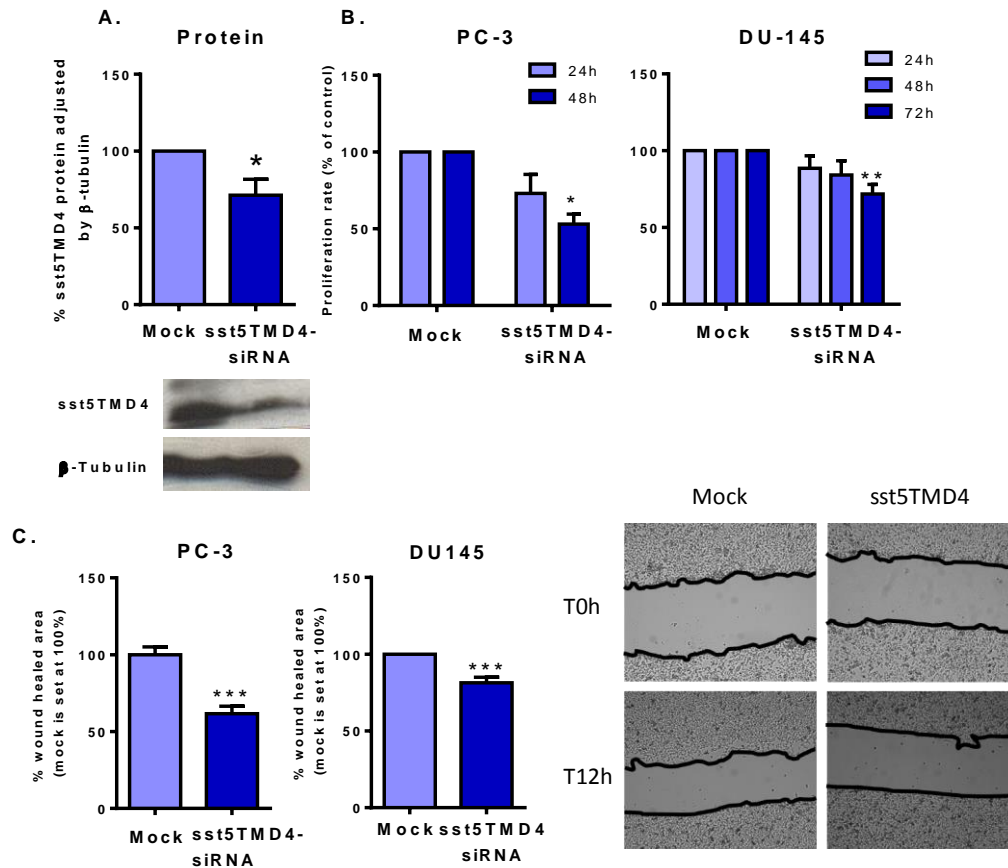 A.
Protein
% sst5TMD4 protein adjusted
by β-tubulin
150
100
50
0
*
Mock
sst5TMD4-
siRNA
sst5TMD4
β-Tubulin
B.
PC-3
24h
48h
Proliferation rate (% of control)
150
100
50
0
*
Mock
sst5TMD4-
siRNA
DU-145
24h
48h
72h
150
100
50
0
**
Mock
sst5TMD4-
siRNA
C.
PC-3
% wound healed area
(mock is set at 100%)
150
100
50
0
***
Mock
sst5TMD4-
siRNA
DU145
% wound healed area
(mock is set at 100%)
150
100
50
0
***
Mock
sst5TMD4
siRNA
Mock
sst5TMD4
T0h
T12h